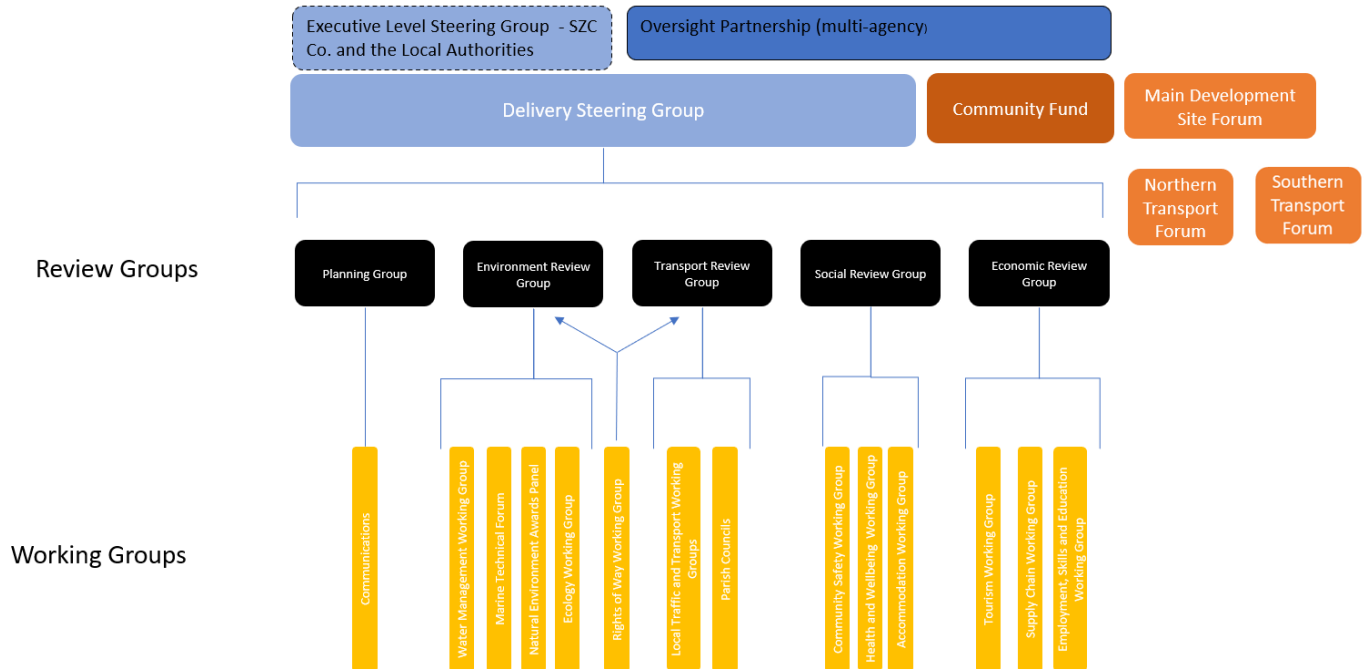 Executive Level Steering Group - SZC
Co. and the Local Authorities
Oversight Partnership (multi-agency)
Delivery Steering Group
Community Fund
Main Development
Site Forum
Northern
Transport
Forum
Southern
Transport
Forum
Review Groups
Planning Group
Environment Review
Group
Transport Review
Group
Social Review Group
Economic Review
Group
Working Groups
Communications
Water Management Working Group
Marine Technical Forum
Natural Environment Awards Panel
Ecology Working Group
Rights of Way Working Group
Local Traffic and Transport Working
Groups
Parish Councils
Community Safety Working Group
Health and Wellbeing Working Group
Accommodation Working Group
Tourism Working Group
Supply Chain Working Group
Employment, Skills and Education
Working Group